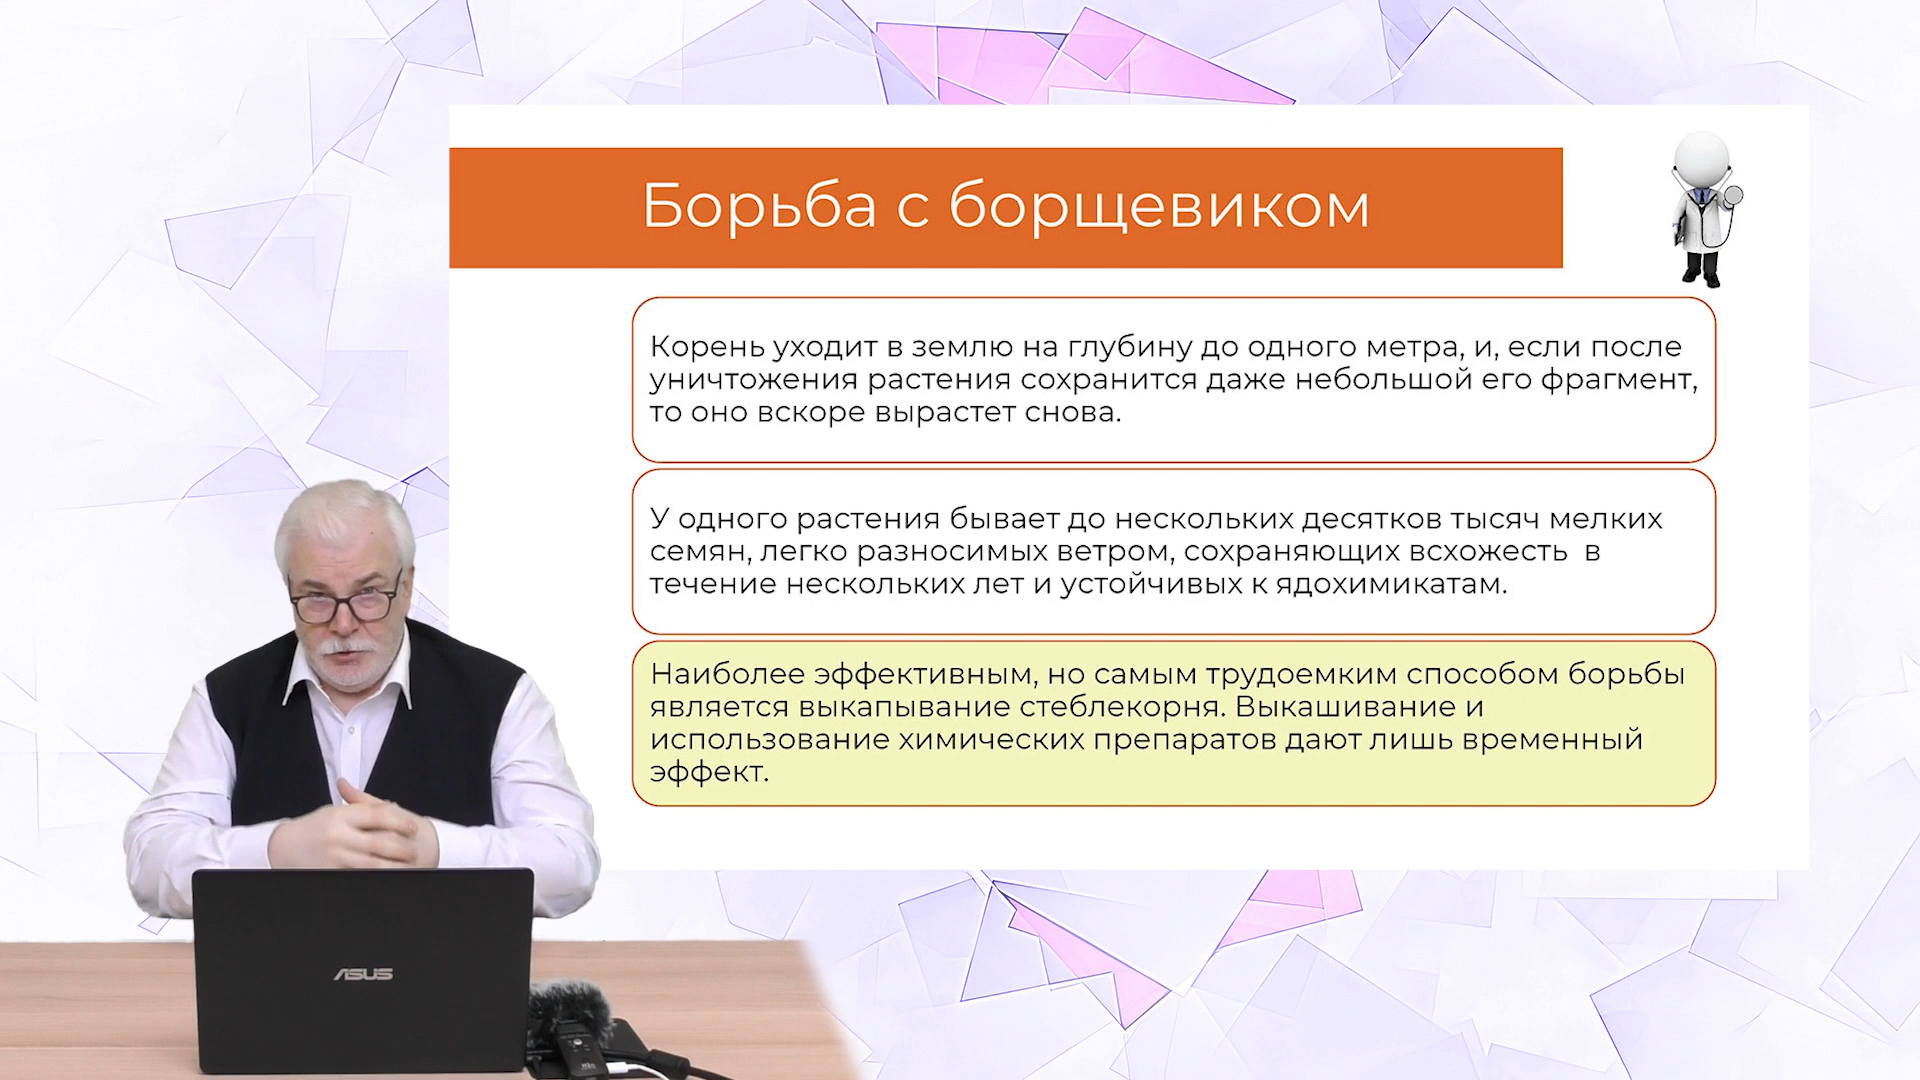 Борьба с борщевиком
Корень уходит в землю на глубину до одного метра, и, если после
уничтожения растения сохранится даже небольшой его фрагмент,
то оно вскоре вырастет снова.
У одного растения бывает до нескольких десятков тысяч мелких
семян, легко разносимых ветром, сохраняющих всхожесть в
течение нескольких лет и устойчивых к ядохимикатам.
Наиболее эффективным, но самым трудоемким способом борьбы
является выкапывание стеблекорня. Выкашивание и
использование химических препаратов дают лишь временный
эффект.
ASUS